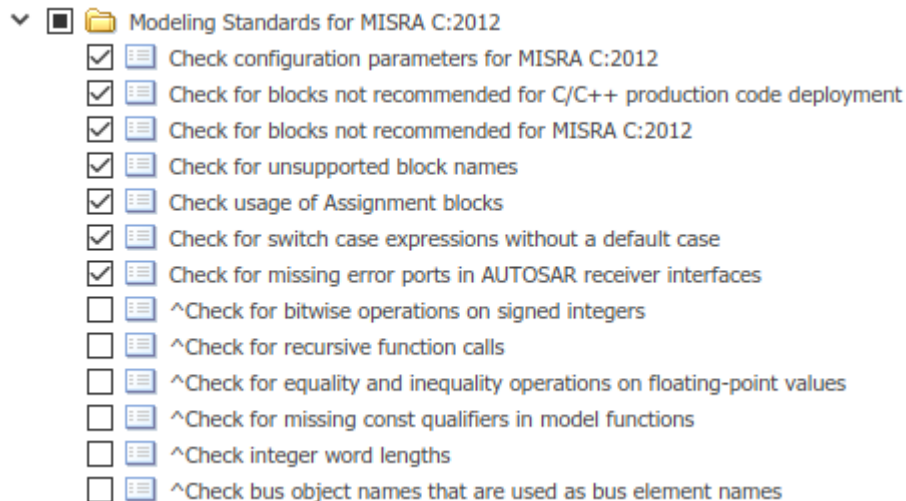 Modeling Standards for MISRA C:2012
Check configuration parameters for MISRA C:2012
Check for blocks not recommended for C/C++ production code deployment
Check for blocks not recommended for MISRA C:2012
Check for unsupported block names
Check usage of Assignment blocks
Check for switch case expressions without a default case
Check for missing error ports in AUTOSAR receiver interfaces
^Check for bitwise operations on signed integers
^Check for recursive function calls
^Check for equality and inequality operations on floating-point values
^Check for missing const qualifiers in model functions
^Check integer word lengths
^Check bus object names that are used as bus element names